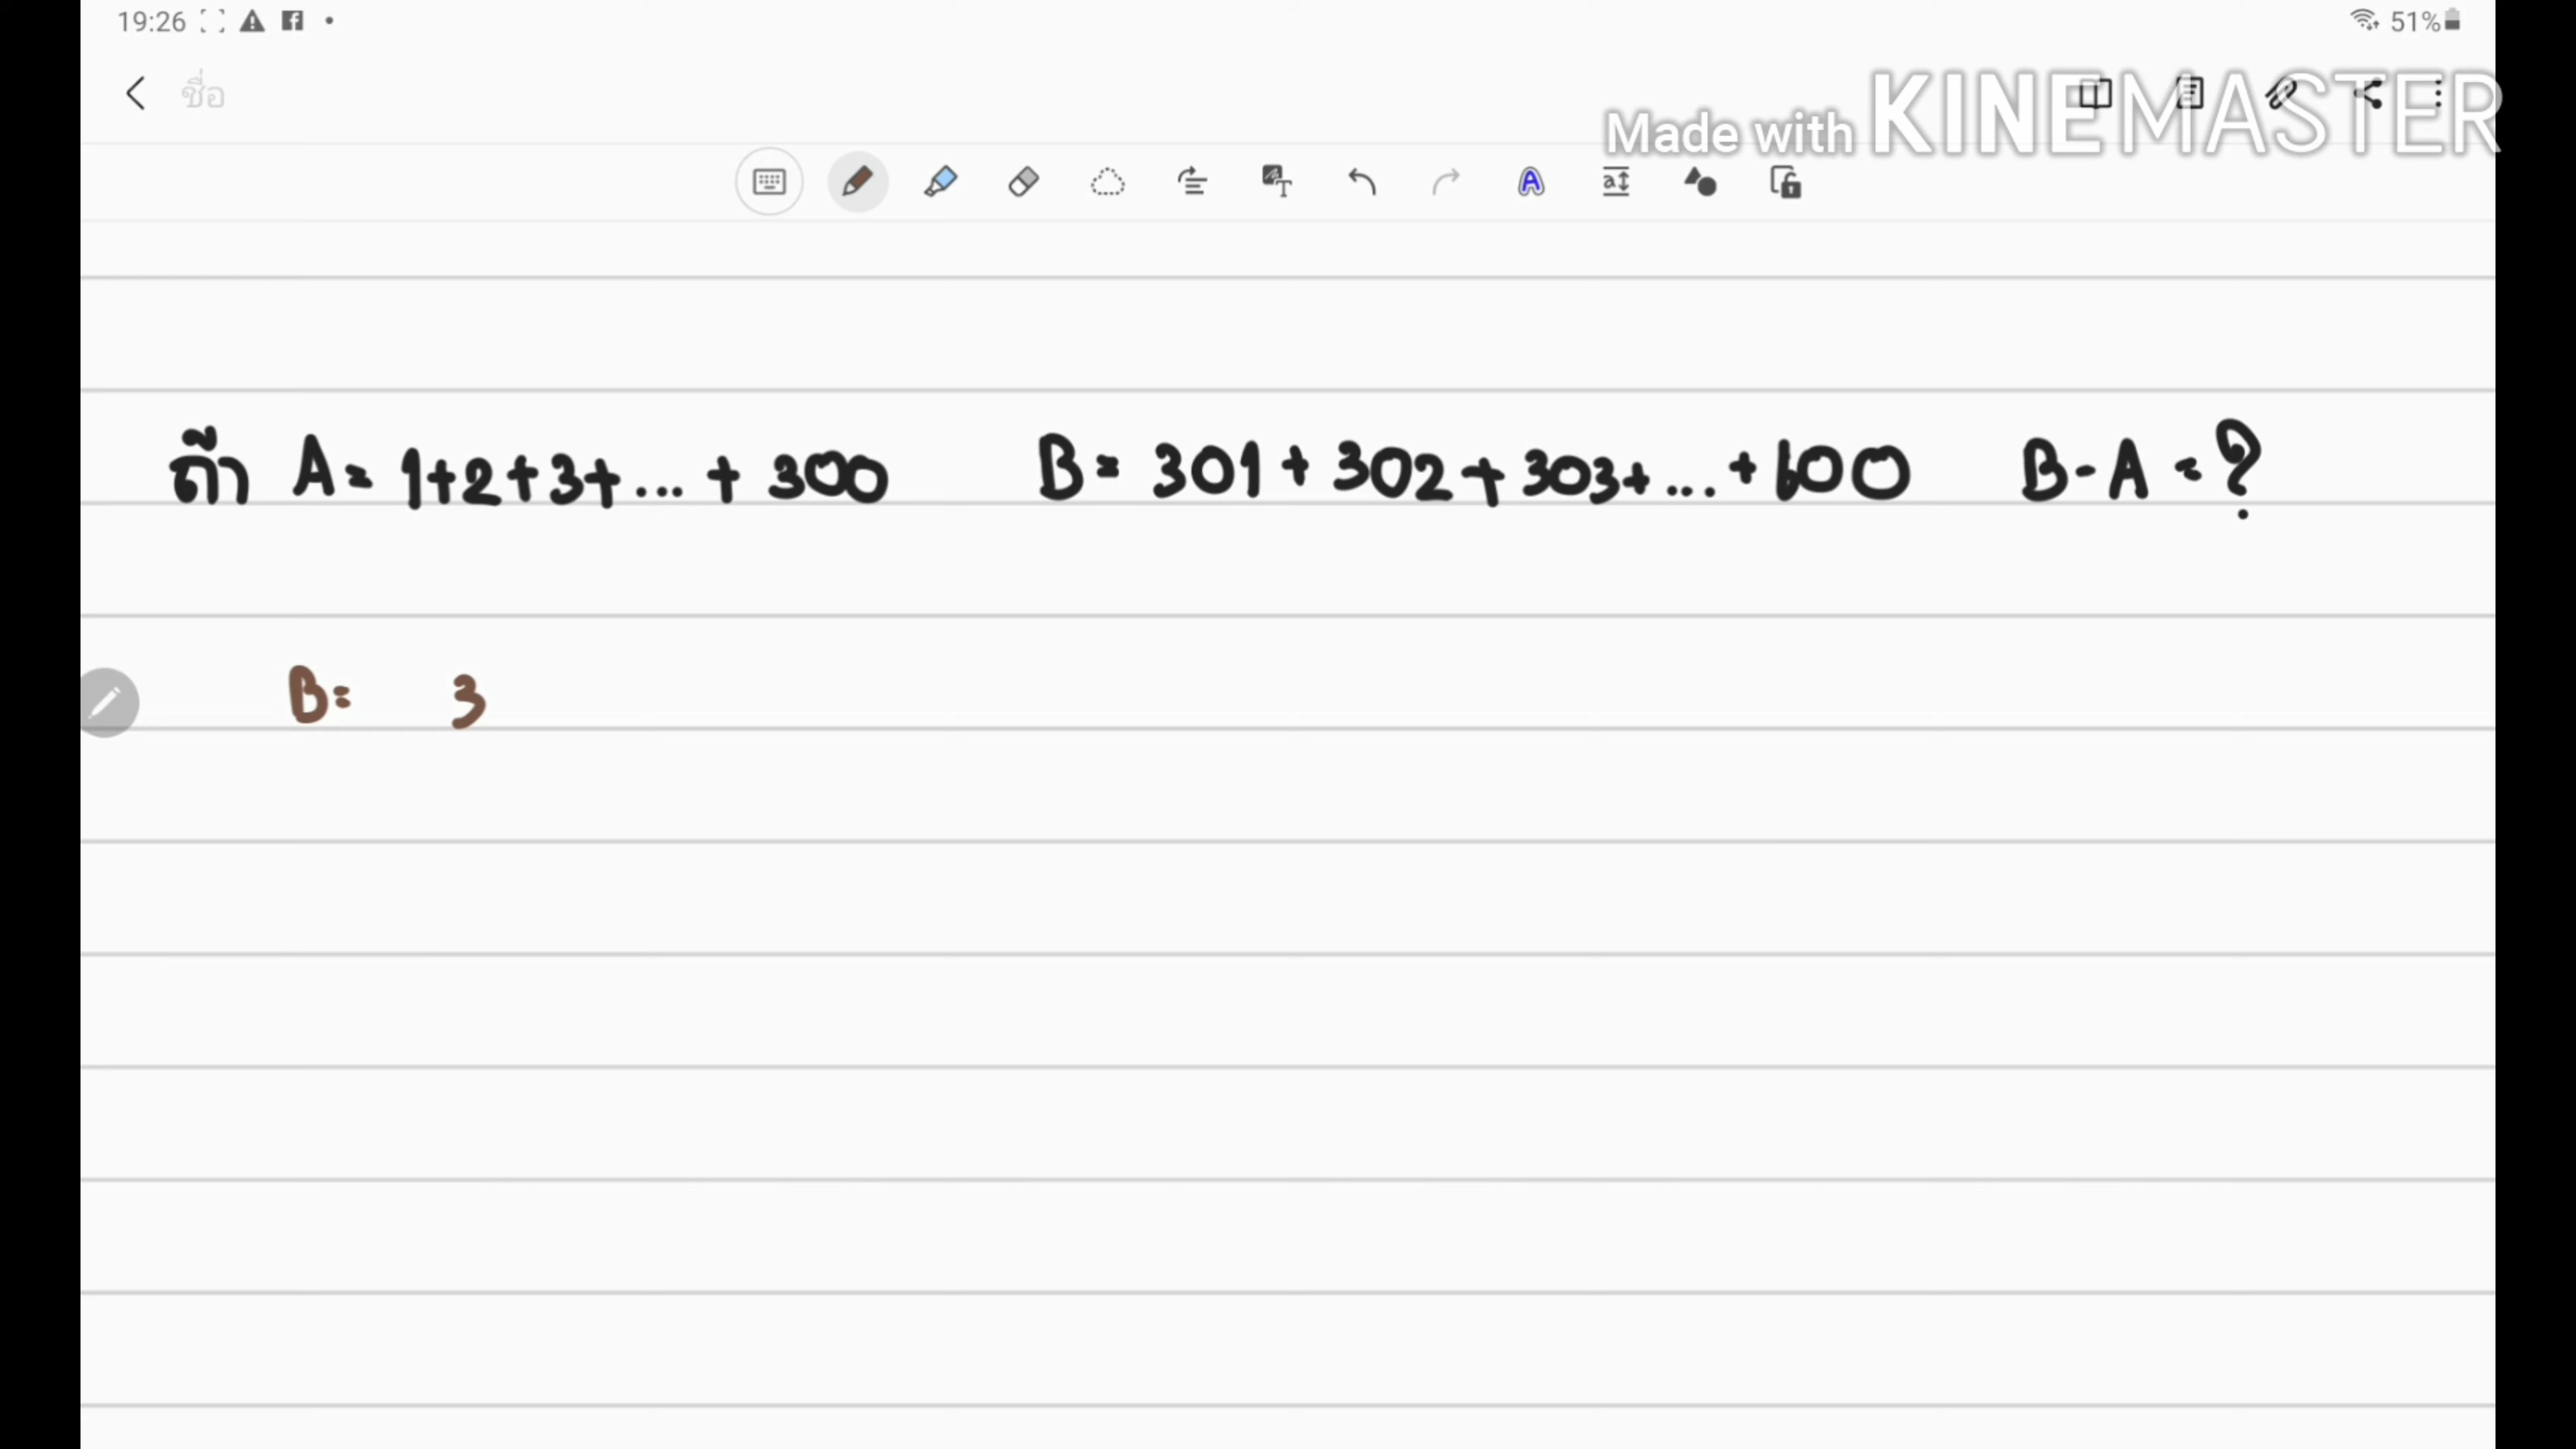 19:26 51%
ชื่อ
Made with KINEMASTER
ถ้า A = 1+2+3+...+ 300 B = 301 + 302 + 303+...+600 B - A = ?
B = 3